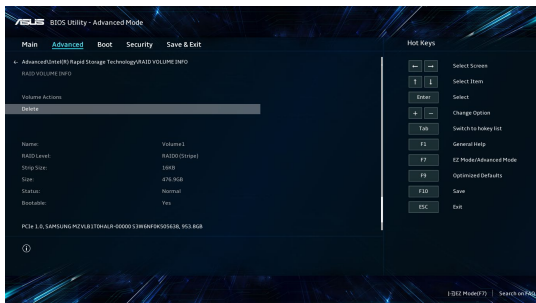 ASUS BIOS Utility - Advanced Mode
Main Advanced Boot Security Save & Exit
Hot Keys
← Advanced\Intel(R) Rapid Storage Technology\RAID VOLUME INFO
RAID VOLUME INFO
Volume Actions
Delete
Name: Volume1
RAID Level: RAID0 (Stripe)
Strip Size: 16KB
Size: 476.9GB
Status: Normal
Bootable: Yes
PCIe 1.0, SAMSUNG MZVLB1T0HALR-00000 S3W6NF0K505638, 953.8GB
← → Select Screen
↑ ↓ Select Item
Enter Select
+ - Change Option
Tab Switch to hokey list
F1 General Help
F7 EZ Mode/Advanced Mode
F9 Optimized Defaults
F10 Save
ESC Exit
EZ Mode(F7) | Search on FAQ